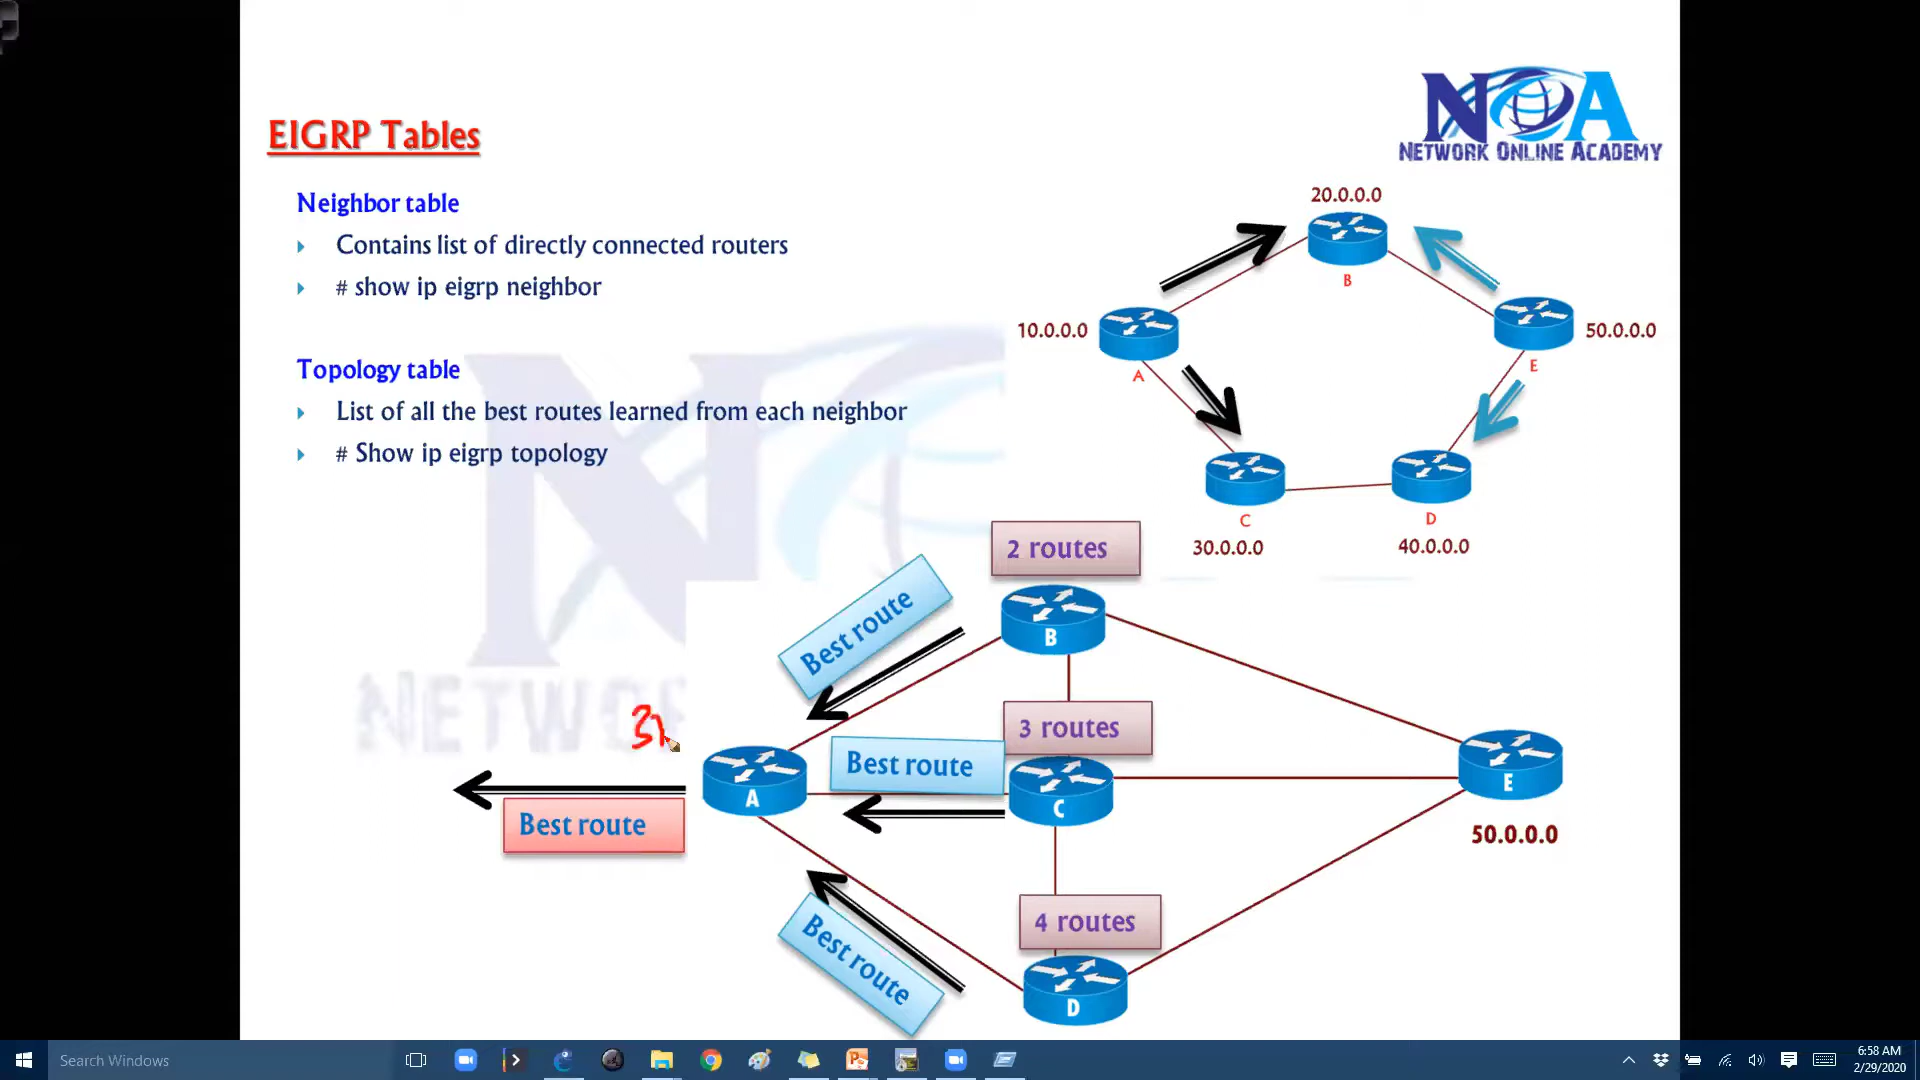 NOA
NETWORK ONLINE ACADEMY
EIGRP Tables
Neighbor table
Contains list of directly connected routers
# show ip eigrp neighbor
Topology table
List of all the best routes learned from each neighbor
# Show ip eigrp topology
20.0.0.0
B
10.0.0.0
A
50.0.0.0
E
C
30.0.0.0
D
40.0.0.0
2 routes
Best route
B
3 routes
Best route
A
C
E
Best route
50.0.0.0
4 routes
Best route
D
N
NETWO
Search Windows
6:58 AM
2/29/2020